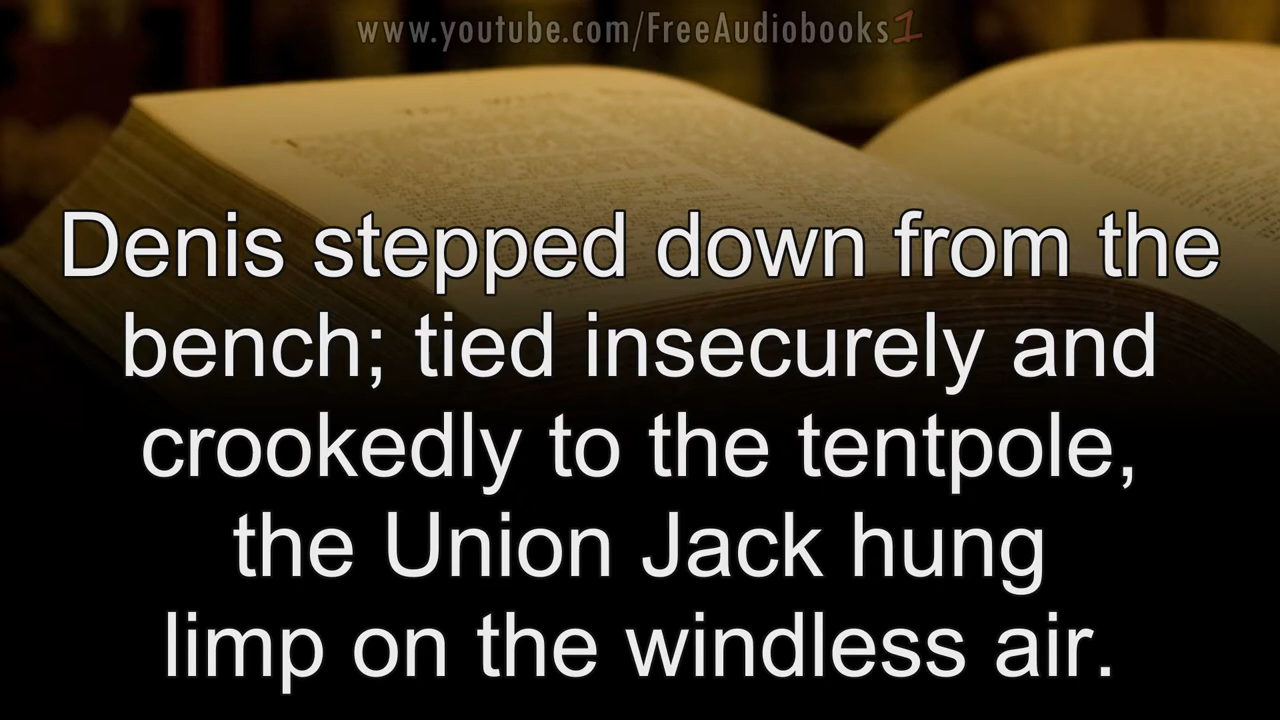 www.youtube.com/FreeAudiobooks1
Denis stepped down from the
bench; tied insecurely and
crookedly to the tentpole,
the Union Jack hung
limp on the windless air.